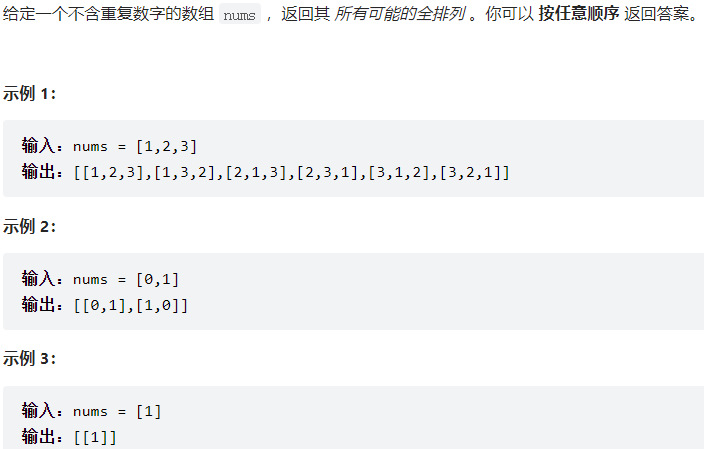 给定一个不含重复数字的数组 nums ，返回其 所有可能的全排列 。你可以 按任意顺序 返回答案。
示例 1：
输入：nums = [1,2,3]
输出：[[1,2,3],[1,3,2],[2,1,3],[2,3,1],[3,1,2],[3,2,1]]
示例 2：
输入：nums = [0,1]
输出：[[0,1],[1,0]]
示例 3：
输入：nums = [1]
输出：[[1]]